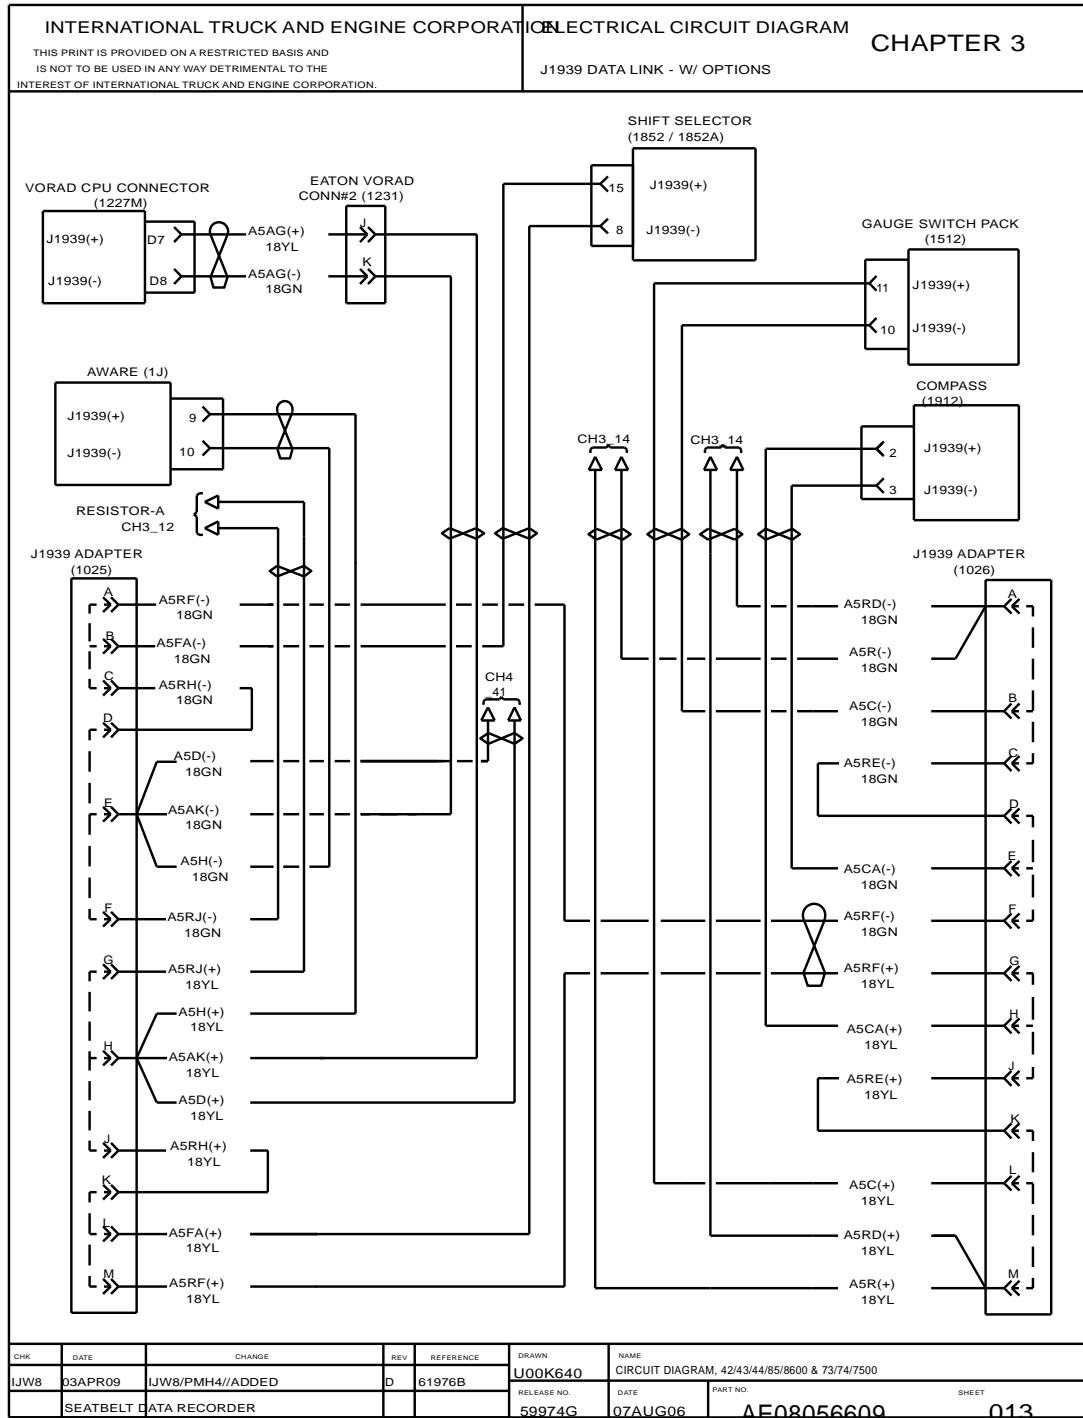 INTERNATIONAL TRUCK AND ENGINE CORPORATION
THIS PRINT IS PROVIDED ON A RESTRICTED BASIS AND
IS NOT TO BE USED IN ANY WAY DETRIMENTAL TO THE
INTEREST OF INTERNATIONAL TRUCK AND ENGINE CORPORATION.
ELECTRICAL CIRCUIT DIAGRAM
J1939 DATA LINK - W/ OPTIONS
CHAPTER 3
SHIFT SELECTOR
(1852 / 1852A)
15 J1939(+)
8 J1939(-)
VORAD CPU CONNECTOR
(1227M)
J1939(+) D7
J1939(-) D8
A5AG(+)
18YL
A5AG(-)
18GN
EATON VORAD
CONN#2 (1231)
J
K
GAUGE SWITCH PACK
(1512)
11 J1939(+)
10 J1939(-)
AWARE (1J)
J1939(+) 9
J1939(-) 10
COMPASS
(1912)
2 J1939(+)
3 J1939(-)
CH3_14
CH3_14
RESISTOR-A
CH3_12
CH4
_41
J1939 ADAPTER
(1025)
A
A5RF(-)
18GN
B
A5FA(-)
18GN
C
A5RH(-)
18GN
D
A5D(-)
18GN
E
A5AK(-)
18GN
A5H(-)
18GN
F
A5RJ(-)
18GN
G
A5RJ(+)
18YL
A5H(+)
18YL
H
A5AK(+)
18YL
A5D(+)
18YL
J
A5RH(+)
18YL
K
L
A5FA(+)
18YL
M
A5RF(+)
18YL
J1939 ADAPTER
(1026)
A
A5RD(-)
18GN
A5R(-)
18GN
B
A5C(-)
18GN
C
A5RE(-)
18GN
D
E
A5CA(-)
18GN
F
A5RF(-)
18GN
G
A5RF(+)
18YL
H
A5CA(+)
18YL
J
A5RE(+)
18YL
K
L
A5C(+)
18YL
A5RD(+)
18YL
M
A5R(+)
18YL
CHK DATE CHANGE REV REFERENCE
IJW8 03APR09 IJW8/PMH4//ADDED D 61976B
SEATBELT DATA RECORDER
DRAWN
U00K640
NAME
CIRCUIT DIAGRAM, 42/43/44/85/8600 & 73/74/7500
RELEASE NO.
59974G
DATE
07AUG06
PART NO.
AE08056609
SHEET
013